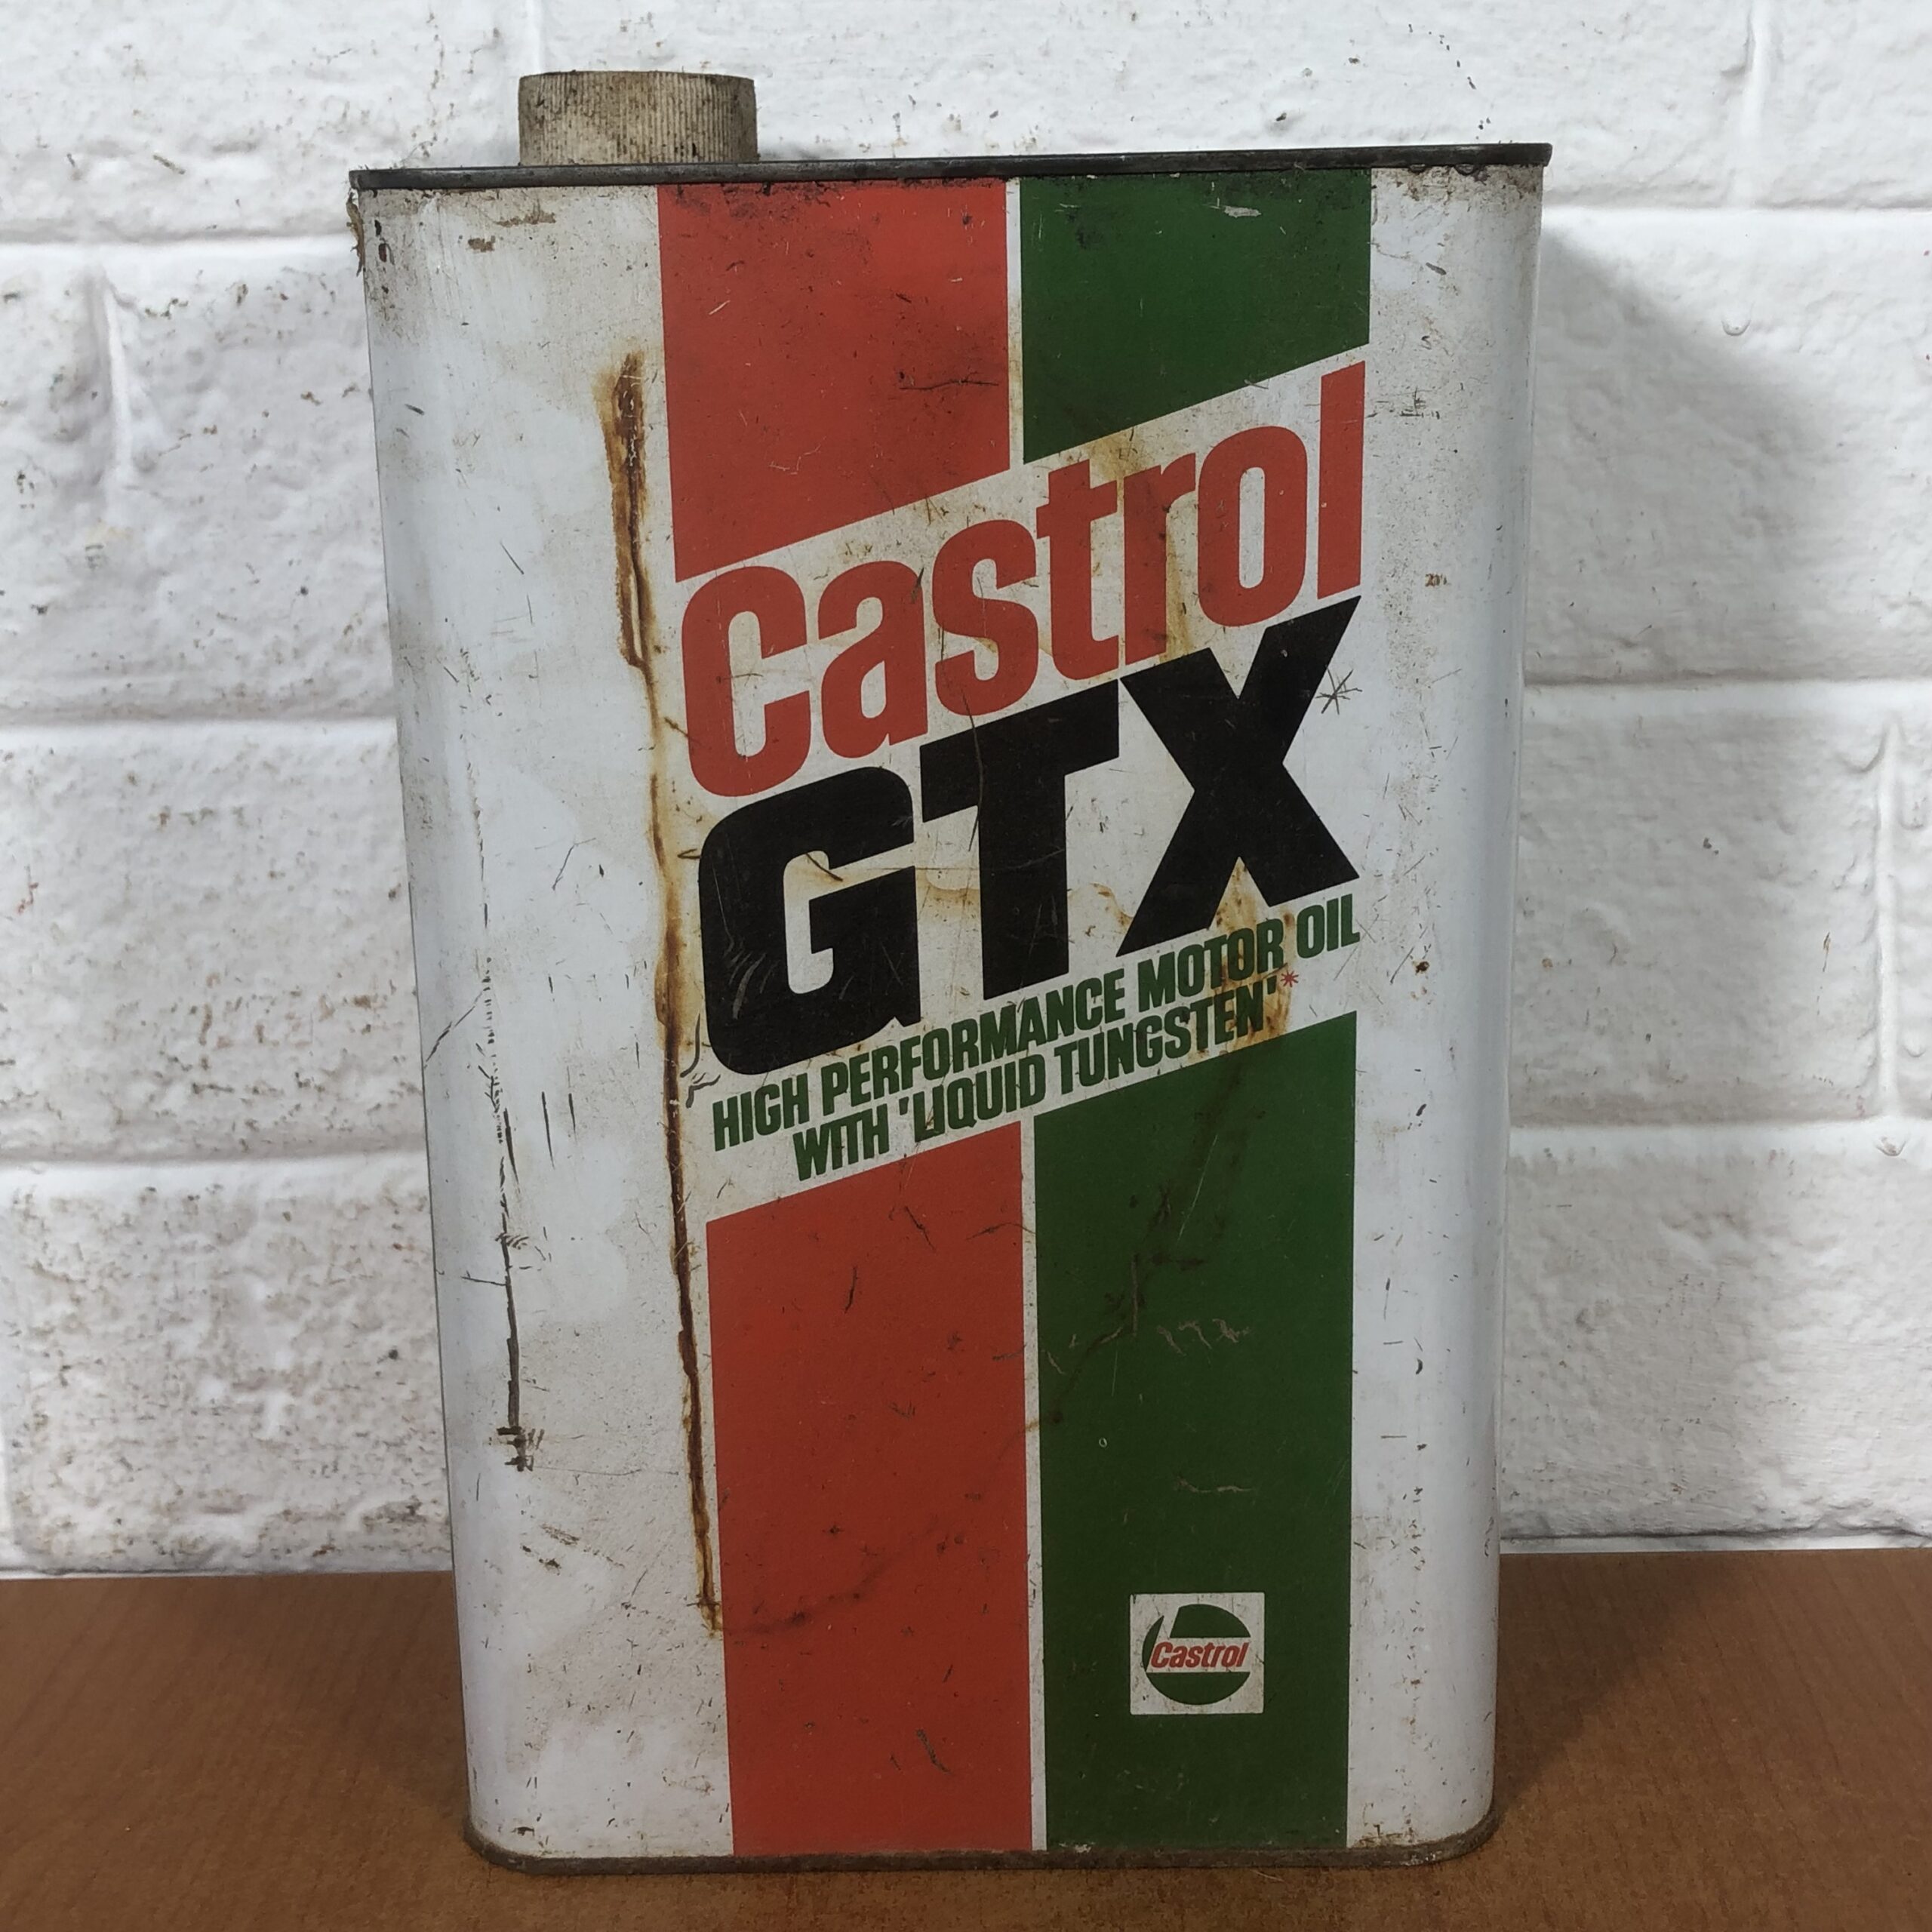 Castrol
GTX*
HIGH PERFORMANCE MOTOR OIL
WITH 'LIQUID TUNGSTEN'*
Castrol